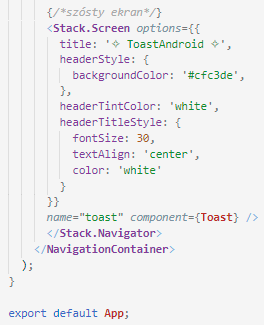 {/*szósty ekran*/}
<Stack.Screen options={{
title: '✧ ToastAndroid ✧',
headerStyle: {
backgroundColor: '#cfc3de',
},
headerTintColor: 'white',
headerTitleStyle: {
fontSize: 30,
textAlign: 'center',
color: 'white'
}
}}
name="toast" component={Toast} />
</Stack.Navigator>
</NavigationContainer>
);
}
export default App;